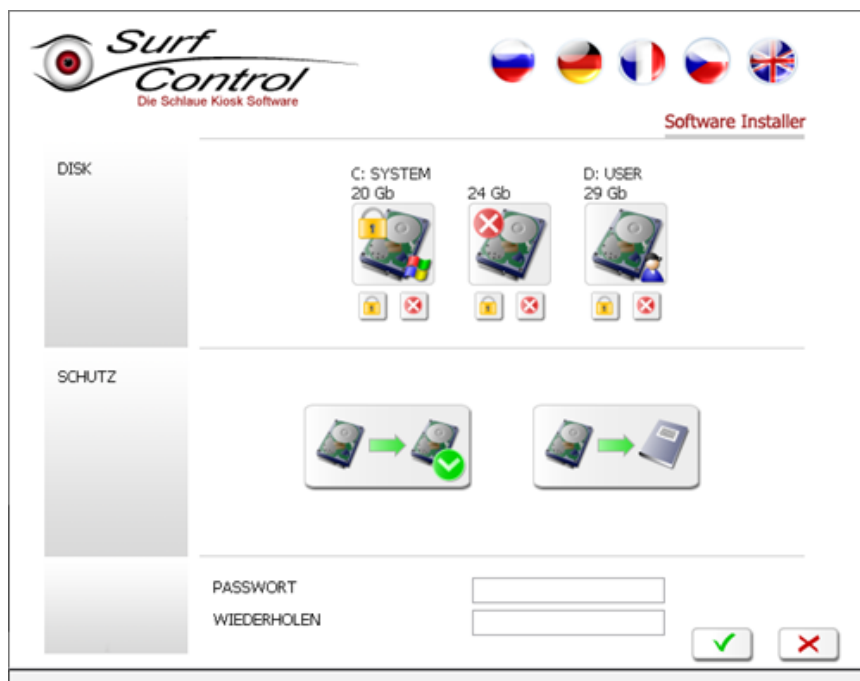 Surf
Control
Die Schlaue Kiosk Software
Software Installer
DISK
C: SYSTEM
20 Gb
24 Gb
D: USER
29 Gb
SCHUTZ
PASSWORT
WIEDERHOLEN